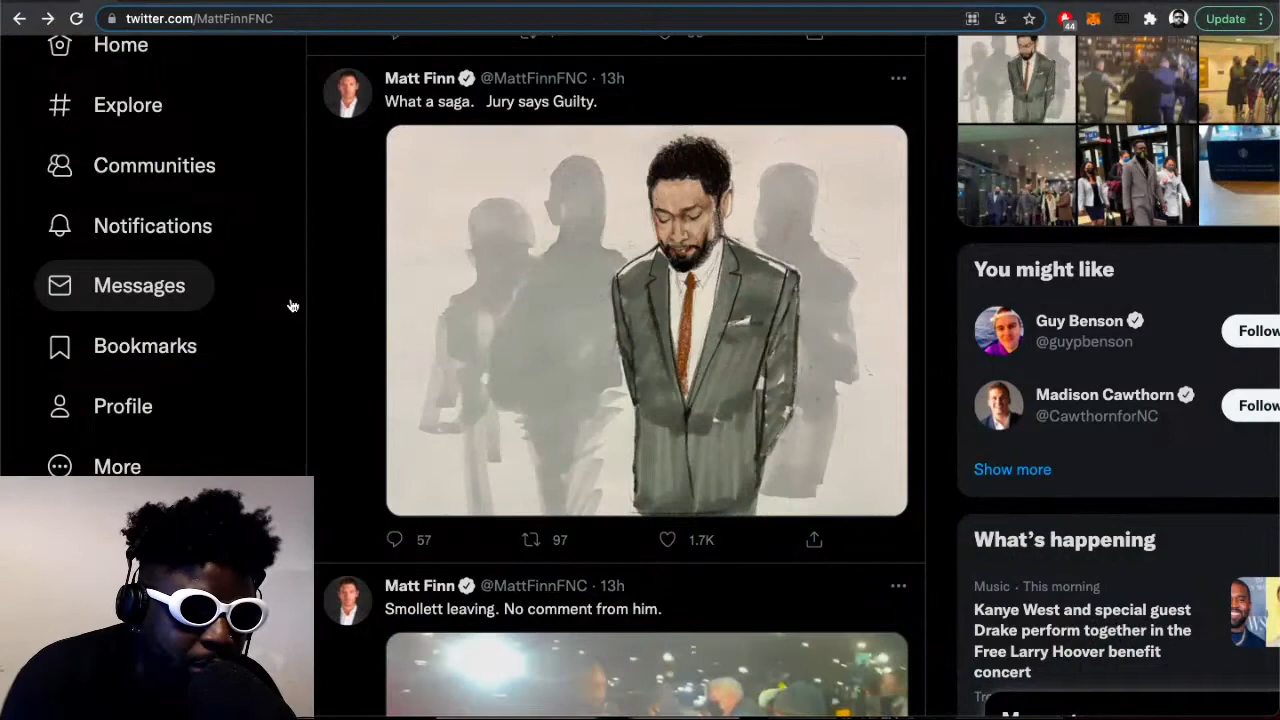 twitter.com/MattFinnFNC
44
Update
Home
Explore
Communities
Notifications
Messages
Bookmarks
Profile
More
Matt Finn @MattFinnFNC · 13h
What a saga. Jury says Guilty.
57 97 1.7K
Matt Finn @MattFinnFNC · 13h
Smollett leaving. No comment from him.
You might like
Guy Benson
@guypbenson
Follow
Madison Cawthorn
@CawthornforNC
Follow
Show more
What's happening
Music · This morning
Kanye West and special guest
Drake perform together in the
Free Larry Hoover benefit
concert